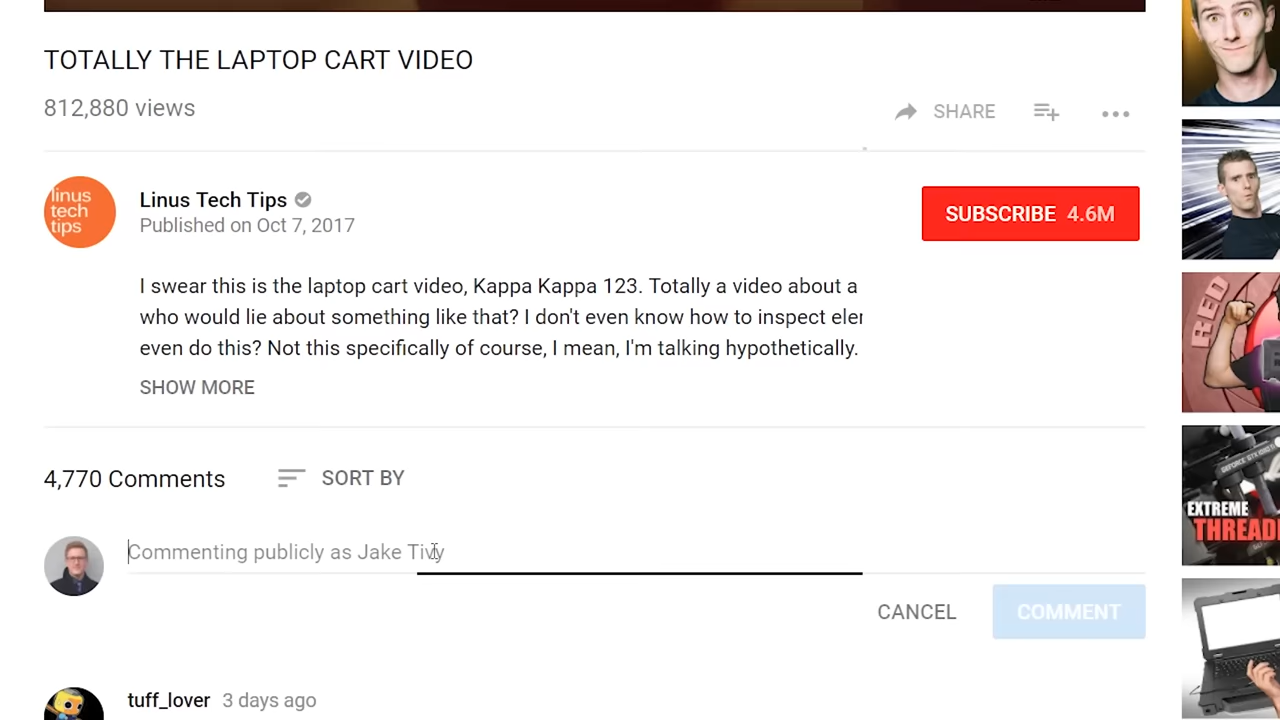 TOTALLY THE LAPTOP CART VIDEO
812,880 views
SHARE
linus
tech
tips
Linus Tech Tips
Published on Oct 7, 2017
SUBSCRIBE 4.6M
I swear this is the laptop cart video, Kappa Kappa 123. Totally a video about a
who would lie about something like that? I don't even know how to inspect eler
even do this? Not this specifically of course, I mean, I'm talking hypothetically.
SHOW MORE
4,770 Comments
SORT BY
Commenting publicly as Jake Tivy
CANCEL
COMMENT
tuff_lover 3 days ago
RED
EXTREME
THREAD